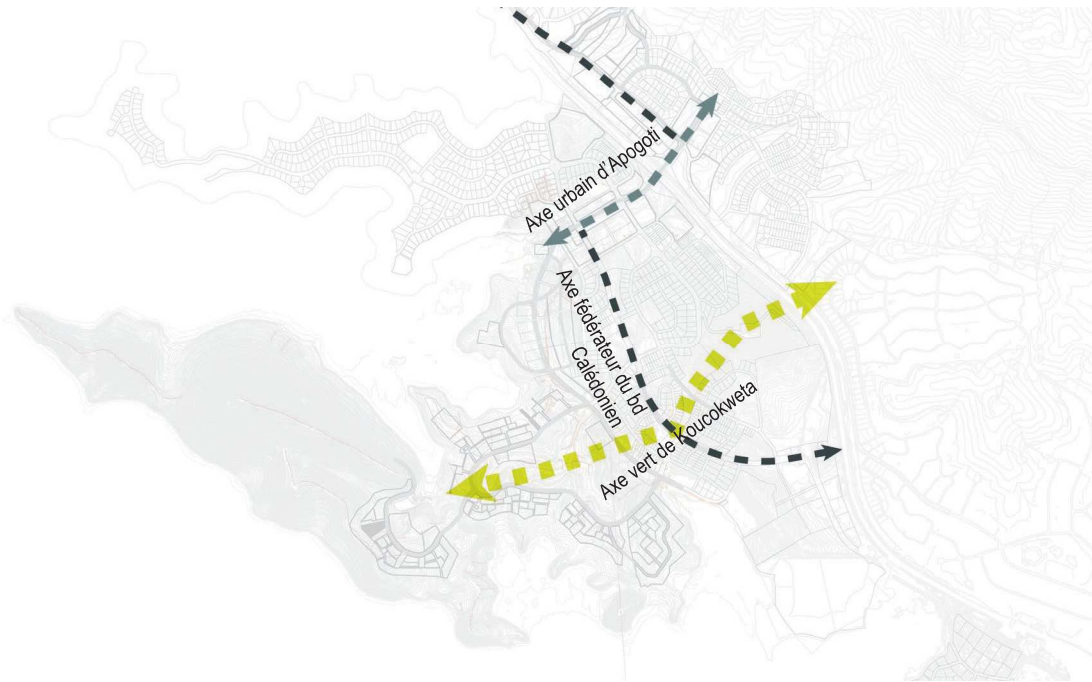 Axe urbain d'Apogoti
Axe fédérateur du bd
Calédonien
Axe vert de Koucokweta